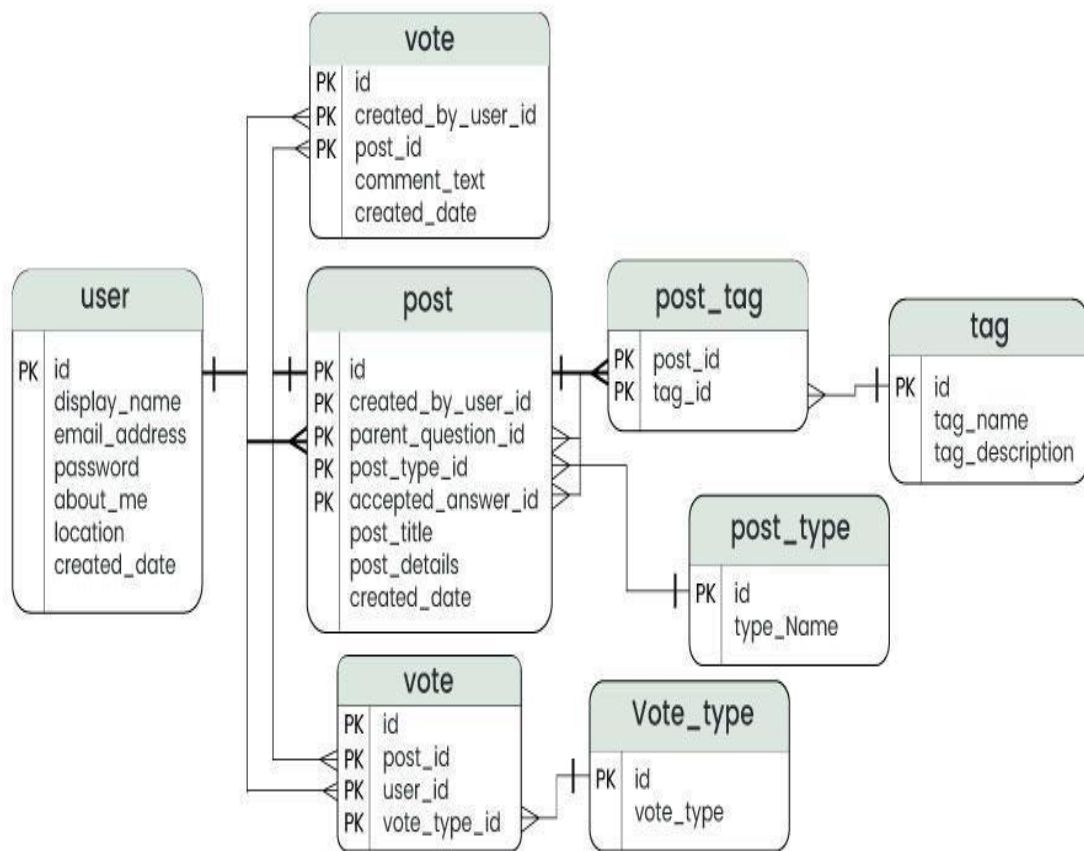 vote
PK id
PK created_by_user_id
PK post_id
comment_text
created_date
user
PK id
display_name
email_address
password
about_me
location
created_date
post
PK id
PK created_by_user_id
PK parent_question_id
PK post_type_id
PK accepted_answer_id
post_title
post_details
created_date
post_tag
PK post_id
PK tag_id
tag
PK id
tag_name
tag_description
post_type
PK id
type_Name
vote
PK id
PK post_id
PK user_id
PK vote_type_id
Vote_type
PK id
vote_type